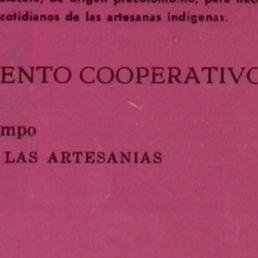 de origen precolombino, para
cotidianos de las artesanas indígenas.
ENTO COOPERATIVO
mpo
LAS ARTESANIAS